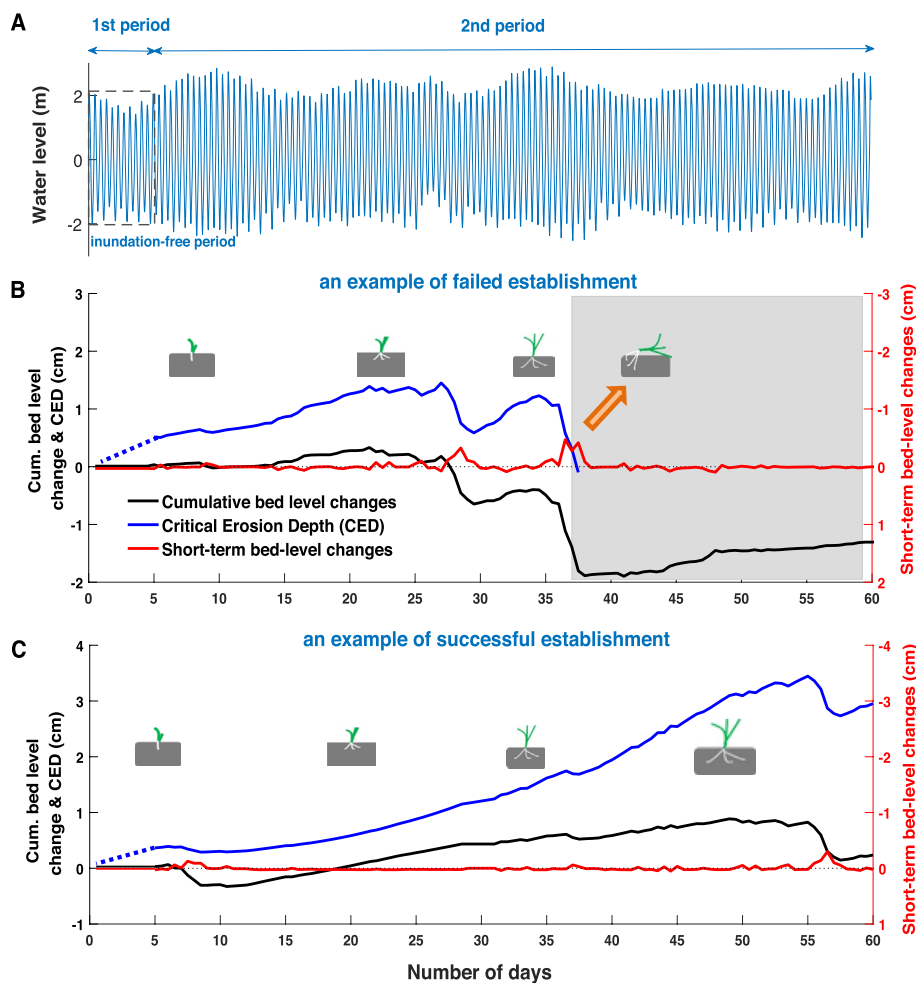 A
1st period
2nd period
Water level (m)
2
0
-2
inundation-free period
B
an example of failed establishment
Cum. bed level
change & CED (cm)
3
2
1
0
-1
-2
Cumulative bed level changes
Critical Erosion Depth (CED)
Short-term bed-level changes
-3
-2
-1
0
1
2
Short-term bed-level changes (cm)
0 5 10 15 20 25 30 35 40 45 50 55 60
C
an example of successful establishment
Cum. bed level
change & CED (cm)
4
3
2
1
0
-1
-4
-3
-2
-1
0
1
Short-term bed-level changes (cm)
0 5 10 15 20 25 30 35 40 45 50 55 60
Number of days